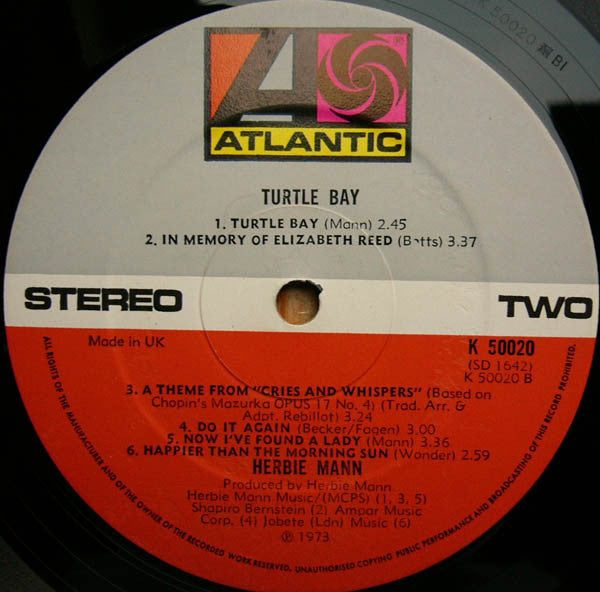 K 50020 BI
ATLANTIC
®
TURTLE BAY
1. TURTLE BAY (Mann) 2.45
2. IN MEMORY OF ELIZABETH REED (Betts) 3.37
STEREO
TWO
Made in UK
K 50020
(SD 1642)
K 50020 B
3. A THEME FROM "CRIES AND WHISPERS" (Based on
Chopin's Mazurka OPUS 17 No. 4) (Trad. Arr. &
Adpt. Rebillot) 3.24
4. DO IT AGAIN (Becker/Fagen) 3.00
5. NOW I'VE FOUND A LADY (Mann) 3.36
6. HAPPIER THAN THE MORNING SUN (Wonder) 2.59
HERBIE MANN
Produced by Herbie Mann
Herbie Mann Music/(MCPS) (1, 3, 5)
Shapiro Bernstein (2) Ampar Music
Corp. (4) Jobete (Ldn) Music (6)
℗ 1973
ALL RIGHTS OF THE MANUFACTURER AND OF THE OWNER OF THE RECORDED WORK RESERVED. UNAUTHORISED COPYING PUBLIC PERFORMANCE AND BROADCASTING OF THIS RECORD PROHIBITED.